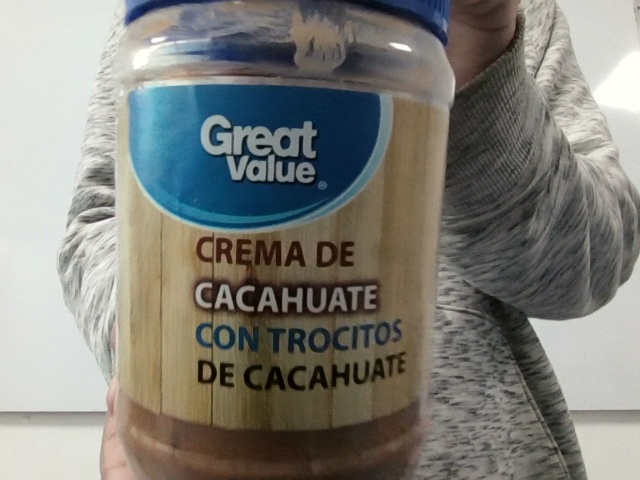 Great
Value®
CREMA DE
CACAHUATE
CON TROCITOS
DE CACAHUATE